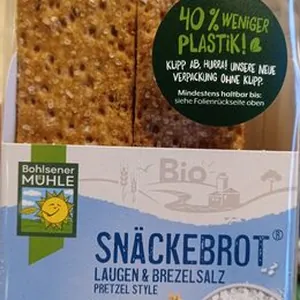 40% WENIGER
PLASTIK!
KLIPP AB, HURRA! UNSERE NEUE
VERPACKUNG OHNE KLIPP.
Mindestens haltbar bis:
siehe Folienrückseite oben
Bio
Bohlsener
MÜHLE
SNÄCKEBROT®
LAUGEN & BREZELSALZ
PRETZEL STYLE